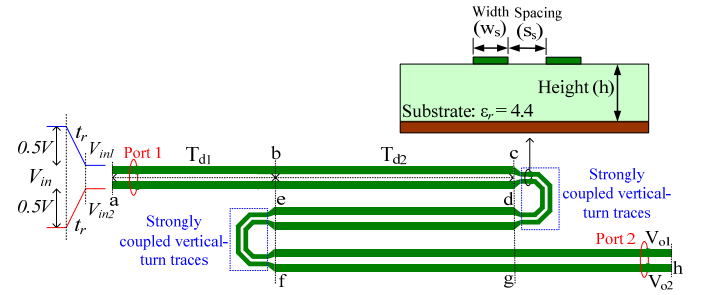 Width Spacing
(ws) (ss)
Height (h)
Substrate: εr = 4.4
0.5V
tr
Vin1
Vin
Vin2
0.5V
tr
Port 1
Td1
Td2
a
b
c
d
e
f
g
h
Strongly
coupled vertical-
turn traces
Strongly
coupled vertical-
turn traces
Port 2
Vo1
Vo2